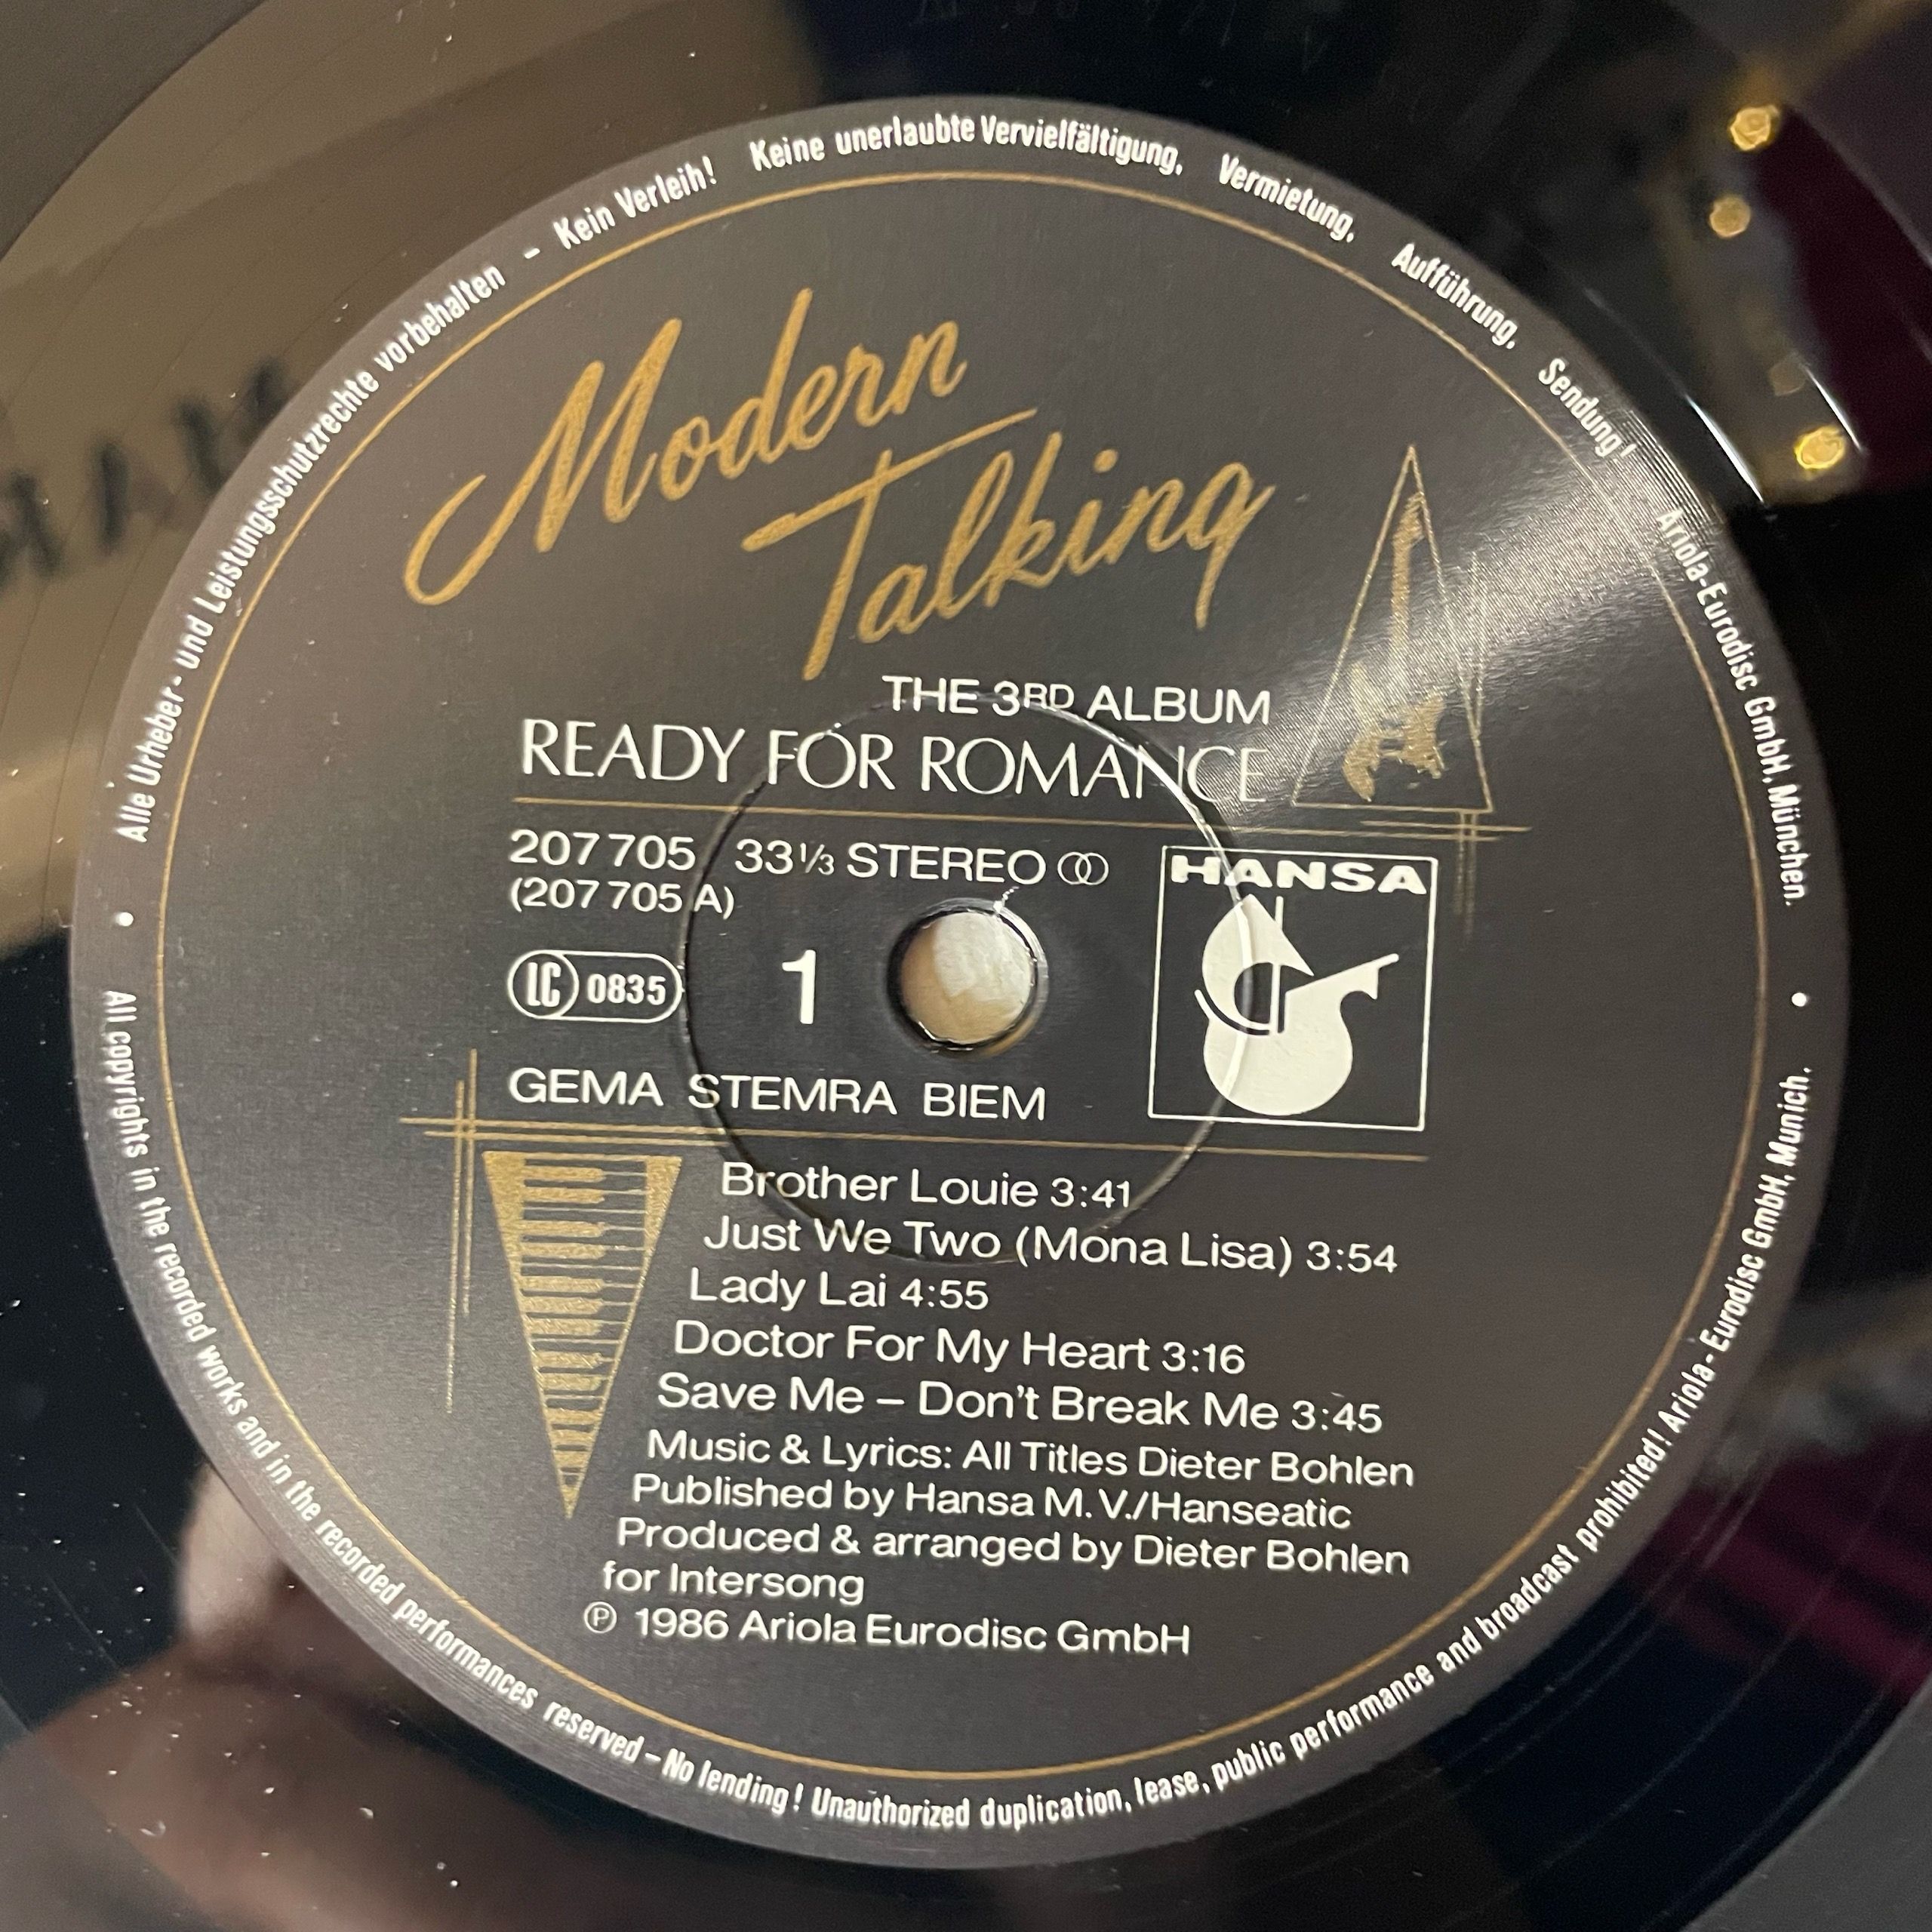 Alle Urheber- und Leistungsschutzrechte vorbehalten – Kein Verleih! Keine unerlaubte Vervielfältigung, Vermietung, Aufführung, Sendung! Ariola-Eurodisc GmbH, München.
Modern
Talking
THE 3RD ALBUM
READY FOR ROMANCE
207 705 33⅓ STEREO
(207 705 A)
HANSA
LC 0835
1
GEMA STEMRA BIEM
Brother Louie 3:41
Just We Two (Mona Lisa) 3:54
Lady Lai 4:55
Doctor For My Heart 3:16
Save Me – Don't Break Me 3:45
Music & Lyrics: All Titles Dieter Bohlen
Published by Hansa M.V./Hanseatic
Produced & arranged by Dieter Bohlen
for Intersong
Ⓟ 1986 Ariola Eurodisc GmbH
All copyrights in the recorded works and in the recorded performances reserved – No lending! Unauthorized duplication, lease, public performance and broadcast prohibited! Ariola-Eurodisc GmbH, Munich.